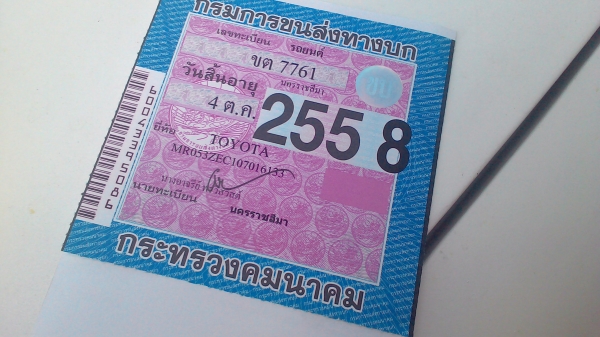 กรมการขนส่งทางบก
เลขทะเบียน รถยนต์
ขต 7761
นครราชสีมา
วันสิ้นอายุ
4 ต.ค. 2558
ยี่ห้อ TOYOTA
MR053ZEC107016133
นายทะเบียน นครราชสีมา
กระทรวงคมนาคม